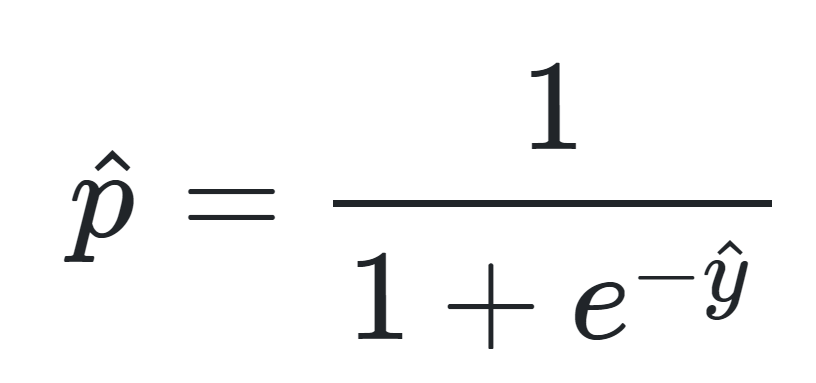 p̂ = 1 / (1 + e^{-ŷ})